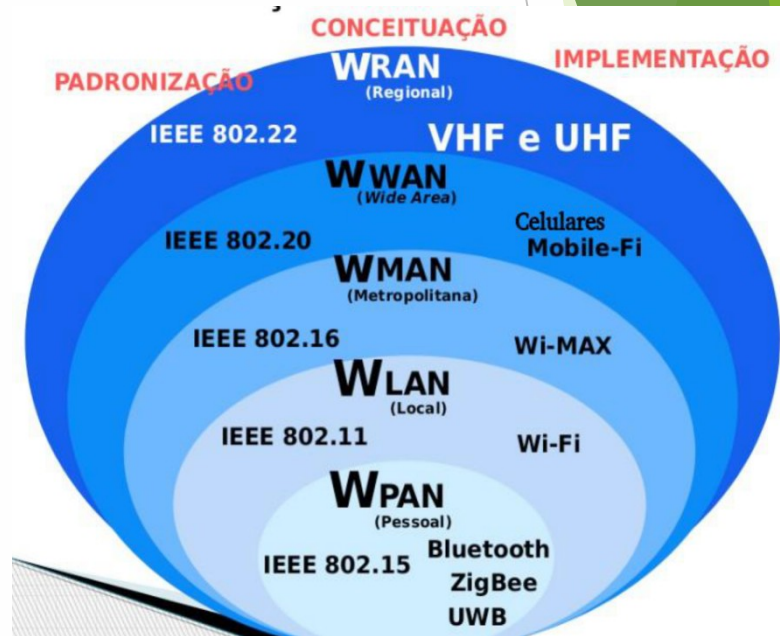 CONCEITUAÇÃO
PADRONIZAÇÃO
IMPLEMENTAÇÃO
WRAN
(Regional)
IEEE 802.22
VHF e UHF
WWAN
(Wide Area)
IEEE 802.20
Celulares
Mobile-Fi
WMAN
(Metropolitana)
IEEE 802.16
Wi-MAX
WLAN
(Local)
IEEE 802.11
Wi-Fi
WPAN
(Pessoal)
IEEE 802.15
Bluetooth
ZigBee
UWB